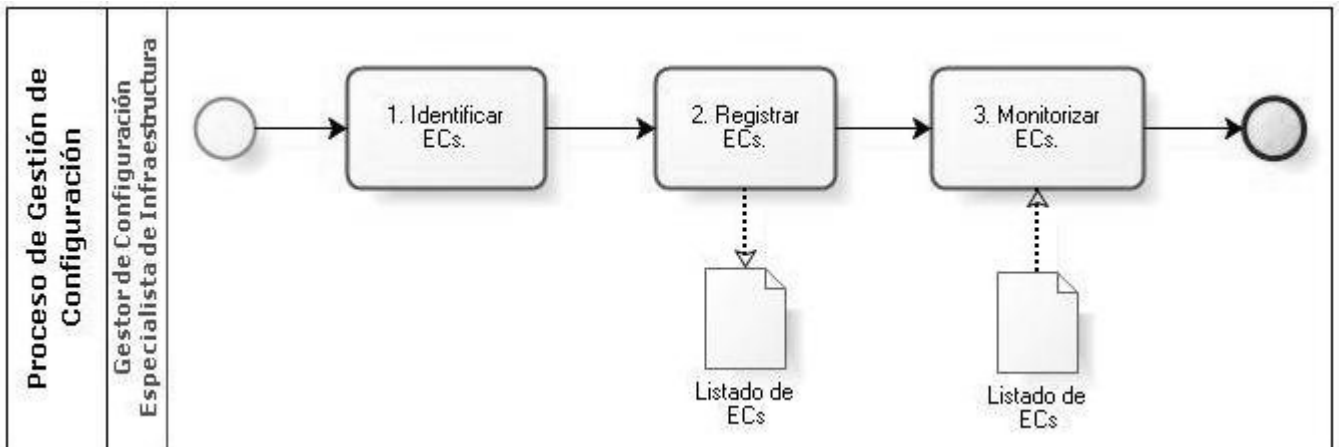 Proceso de Gestión de
Configuración
Gestor de Configuración
Especialista de Infraestructura
1. Identificar
ECs.
2. Registrar
ECs.
3. Monitorizar
ECs.
Listado de
ECs
Listado de
ECs